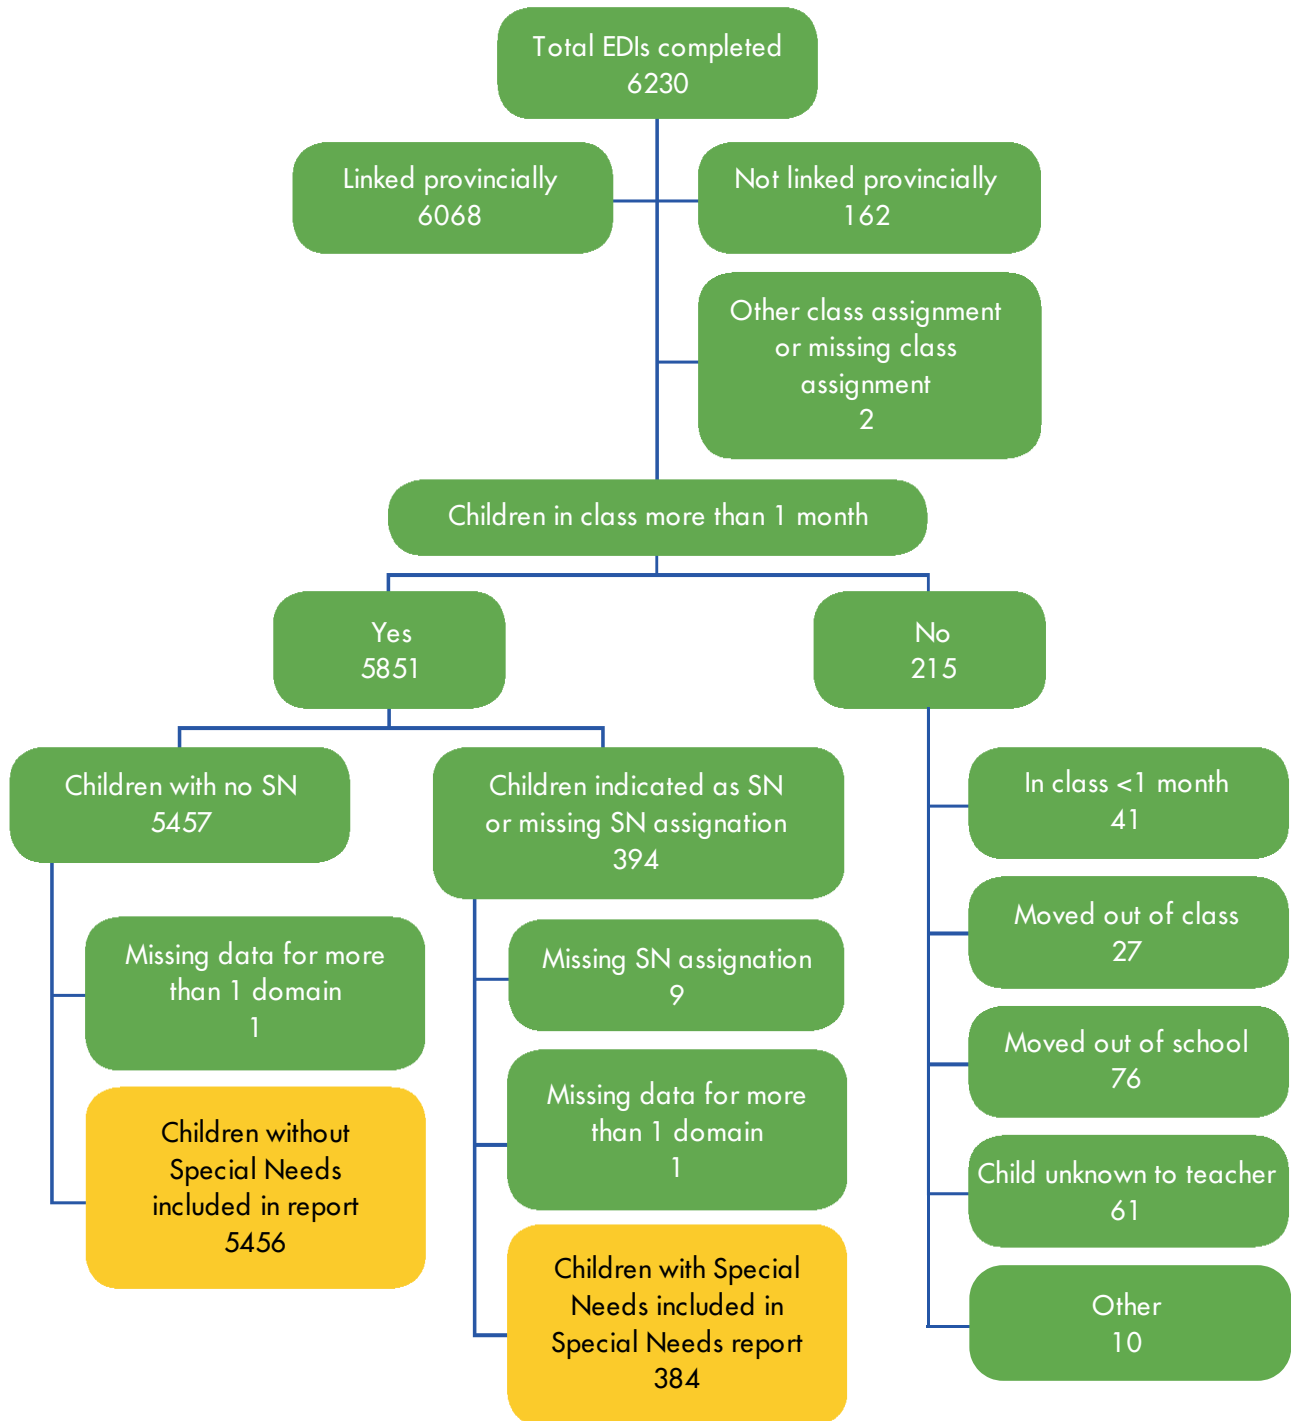 Total EDIs completed
6230
Linked provincially
6068
Not linked provincially
162
Other class assignment
or missing class
assignment
2
Children in class more than 1 month
Yes
5851
No
215
Children with no SN
5457
Missing data for more
than 1 domain
1
Children without
Special Needs
included in report
5456
Children indicated as SN
or missing SN assignation
394
Missing SN assignation
9
Missing data for more
than 1 domain
1
Children with Special
Needs included in
Special Needs report
384
In class <1 month
41
Moved out of class
27
Moved out of school
76
Child unknown to teacher
61
Other
10